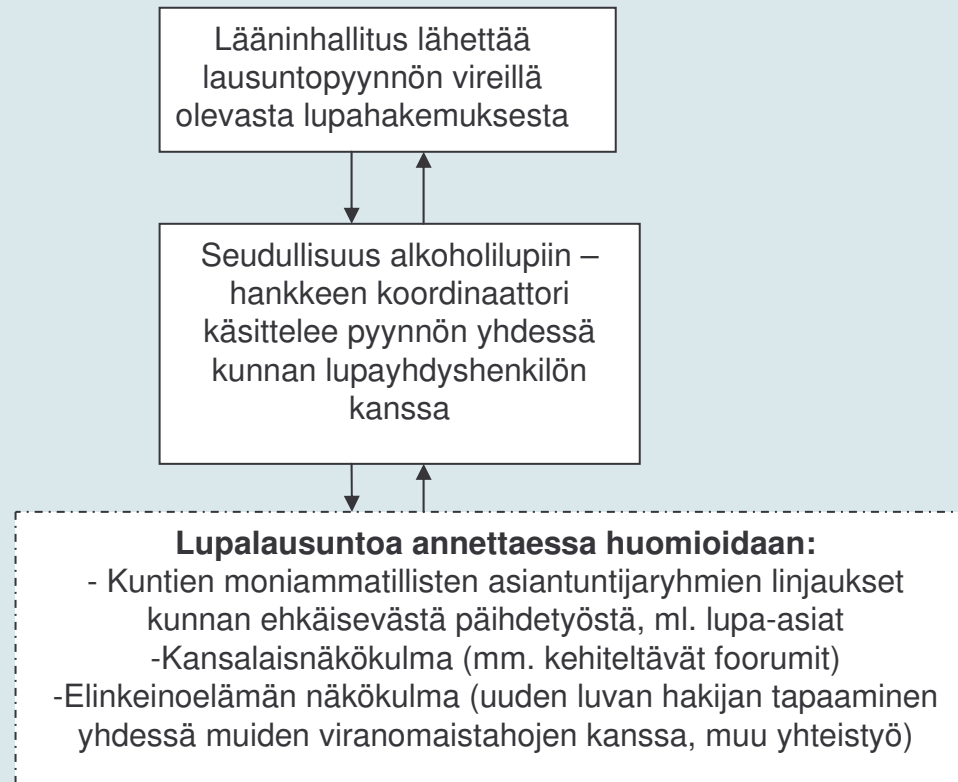 Lääninhallitus lähettää
lausuntopyynnön vireillä
olevasta lupahakemuksesta
Seudullisuus alkoholilupiin –
hankkeen koordinaattori
käsittelee pyynnön yhdessä
kunnan lupayhdyshenkilön
kanssa
Lupalausuntoa annettaessa huomioidaan:
- Kuntien moniammatillisten asiantuntijaryhmien linjaukset
kunnan ehkäisevästä päihdetyöstä, ml. lupa-asiat
-Kansalaisnäkökulma (mm. kehiteltävät foorumit)
-Elinkeinoelämän näkökulma (uuden luvan hakijan tapaaminen
yhdessä muiden viranomaistahojen kanssa, muu yhteistyö)